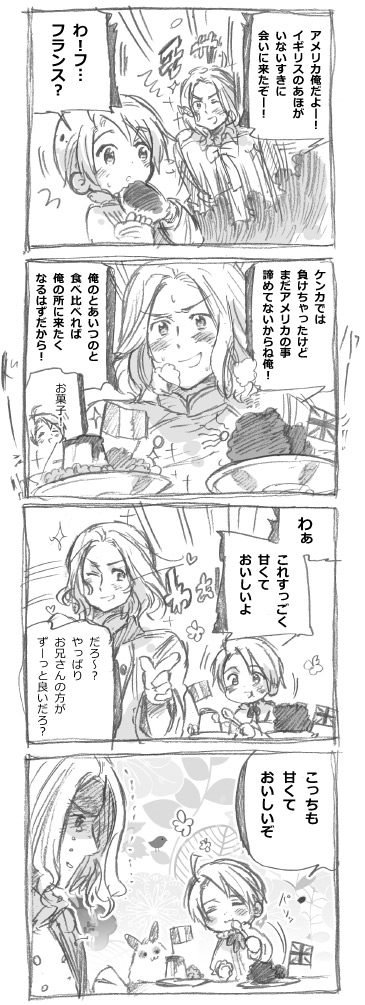 アメリカ俺だよー！
イギリスのあほが
いないすきに
会いに来たぞー！
わ！フ…
フランス？
ケンカでは
負けちゃったけど
まだアメリカの事
諦めてないからね俺！
俺のとあいつのと
食べ比べれば
俺の所に来たく
なるはずだから！
お菓子！
わぁ
これすっごく
甘くて
おいしいよ
だろ～？
やっぱり
お兄さんの方が
ずーっと良いだろ？
こっちも
甘くて
おいしいぞ